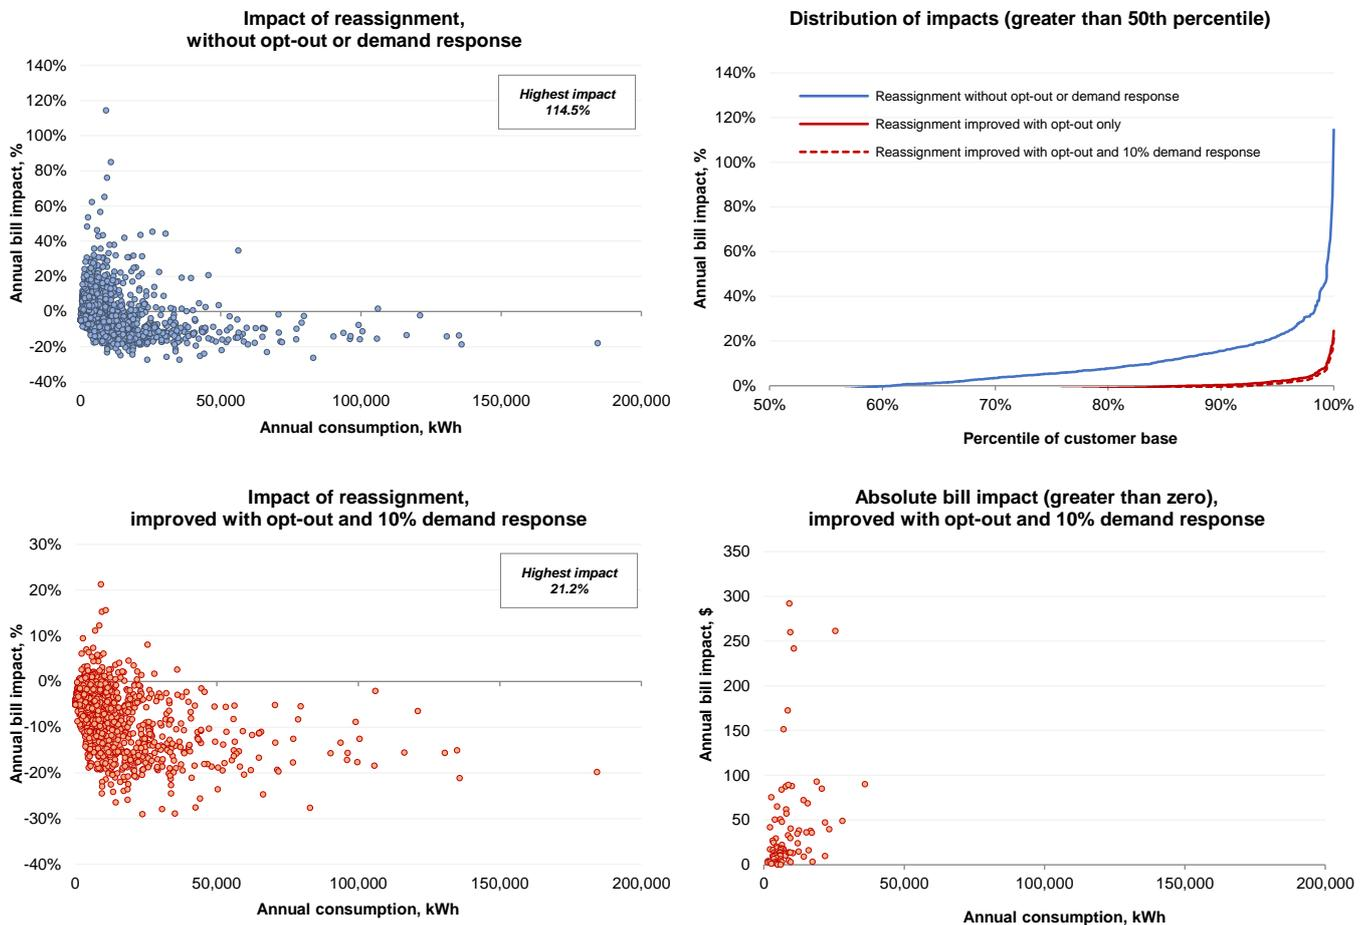 Impact of reassignment,
without opt-out or demand response
Annual bill impact, %
140%
120%
100%
80%
60%
40%
20%
0%
-20%
-40%
Highest impact
114.5%
0
50,000
100,000
150,000
200,000
Annual consumption, kWh
Distribution of impacts (greater than 50th percentile)
Annual bill impact, %
140%
120%
100%
80%
60%
40%
20%
0%
Reassignment without opt-out or demand response
Reassignment improved with opt-out only
Reassignment improved with opt-out and 10% demand response
50%
60%
70%
80%
90%
100%
Percentile of customer base
Impact of reassignment,
improved with opt-out and 10% demand response
Annual bill impact, %
30%
20%
10%
0%
-10%
-20%
-30%
-40%
Highest impact
21.2%
0
50,000
100,000
150,000
200,000
Annual consumption, kWh
Absolute bill impact (greater than zero),
improved with opt-out and 10% demand response
Annual bill impact, $
350
300
250
200
150
100
50
0
0
50,000
100,000
150,000
200,000
Annual consumption, kWh